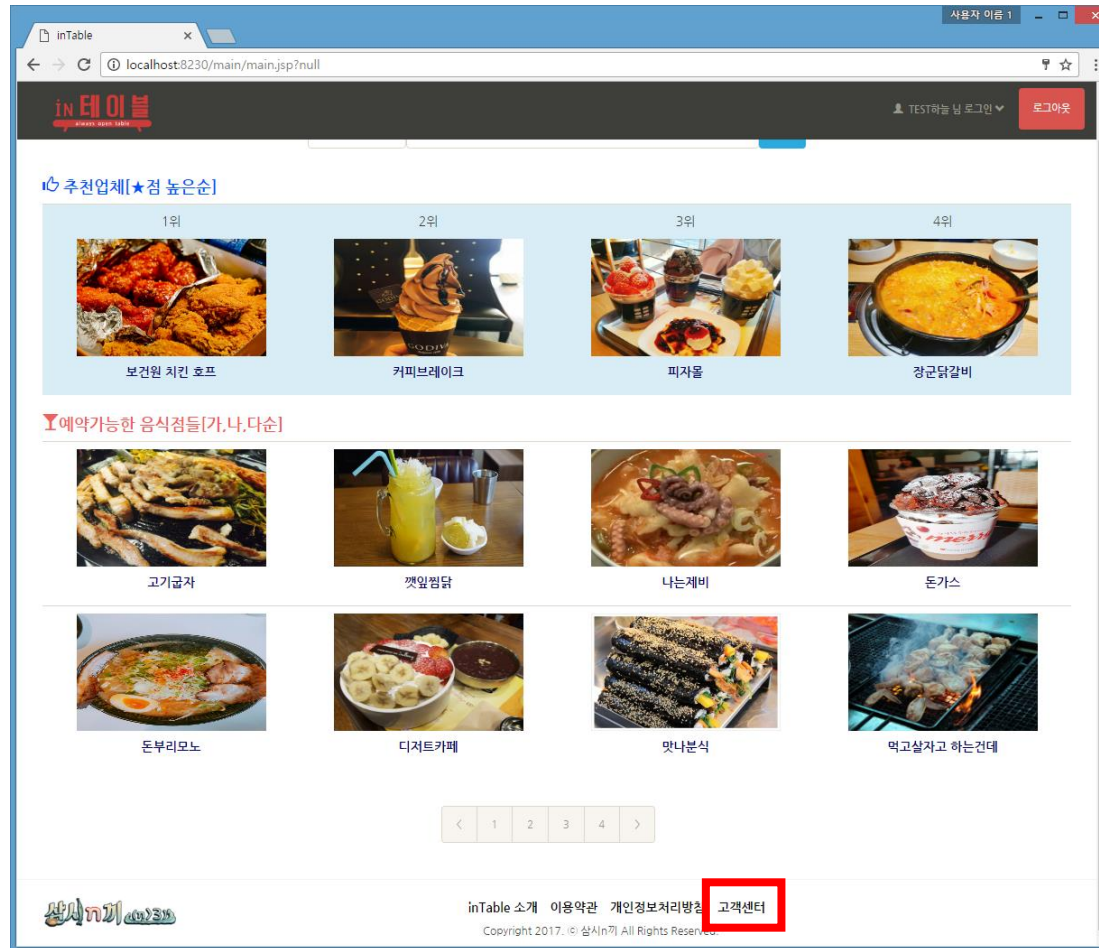 사용자 이름 1
inTable
localhost:8230/main/main.jsp?null
iN 테이블
always open table
TEST하늘 님 로그인
로그아웃
추천업체[★점 높은순]
1위 2위 3위 4위
GODIVA
보건원 치킨 호프 커피브레이크 피자몰 장군닭갈비
예약가능한 음식점들[가,나,다순]
고기굽자 깻잎찜닭 나는제비 돈가스
돈부리모노 디저트카페 맛나분식 먹고살자고 하는건데
< 1 2 3 4 >
삼시n끼
inTable 소개 이용약관 개인정보처리방침 고객센터
Copyright 2017. ⓒ 삼시n끼 All Rights Reserved.